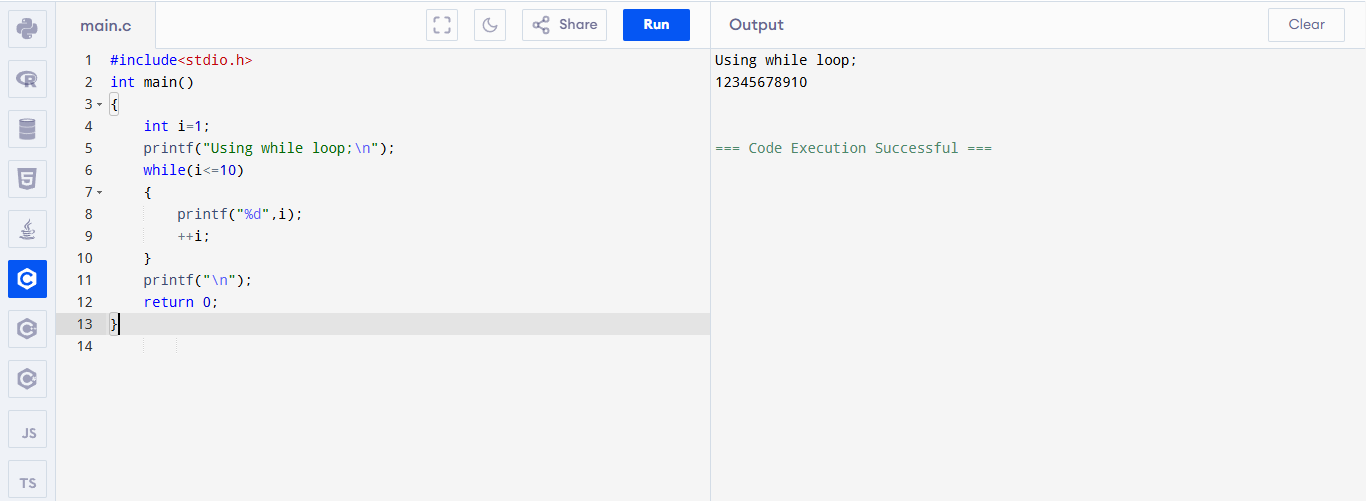 main.c
Share
Run
Output
Clear
1 #include<stdio.h>
2 int main()
3 {
4     int i=1;
5     printf("Using while loop;\n");
6     while(i<=10)
7     {
8         printf("%d",i);
9         ++i;
10     }
11     printf("\n");
12     return 0;
13 }
14
Using while loop;
12345678910
=== Code Execution Successful ===
R
5
C
C
C
JS
TS